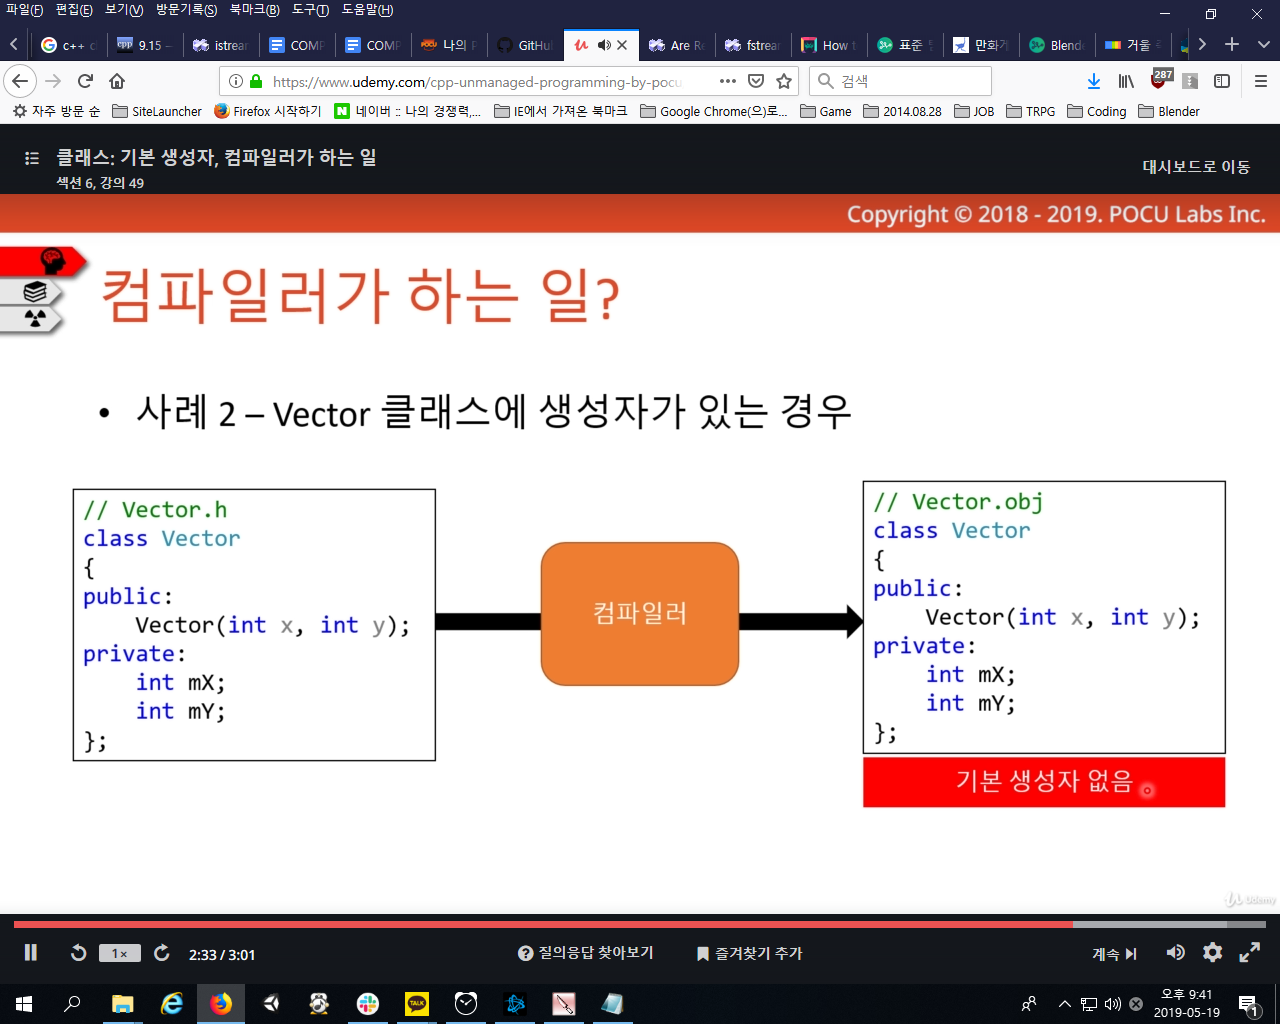 파일(F) 편집(E) 보기(V) 방문기록(S) 북마크(B) 도구(T) 도움말(H)
c++ 9.15 istrear COMP COMP 나의 GitHu Are Re fstrear How 표준 만화기 Blend 거울
https://www.udemy.com/cpp-unmanaged-programming-by-pocu
검색
287
자주 방문 순 SiteLauncher Firefox 시작하기 네이버 :: 나의 경쟁력,... IE에서 가져온 북마크 Google Chrome(으)로... Game 2014.08.28 JOB TRPG Coding Blender
클래스: 기본 생성자, 컴파일러가 하는 일
섹션 6, 강의 49
대시보드로 이동
Copyright © 2018 - 2019. POCU Labs Inc.
컴파일러가 하는 일?
• 사례 2 – Vector 클래스에 생성자가 있는 경우
// Vector.h
class Vector
{
public:
Vector(int x, int y);
private:
int mX;
int mY;
};
컴파일러
// Vector.obj
class Vector
{
public:
Vector(int x, int y);
private:
int mX;
int mY;
};
기본 생성자 없음
Udemy
1× 2:33 / 3:01 질의응답 찾아보기 즐겨찾기 추가 계속
TALK
오후 9:41
2019-05-19
1